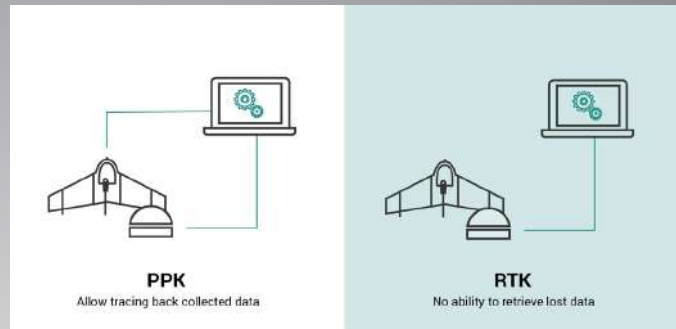 PPK
Allow tracing back collected data
RTK
No ability to retrieve lost data